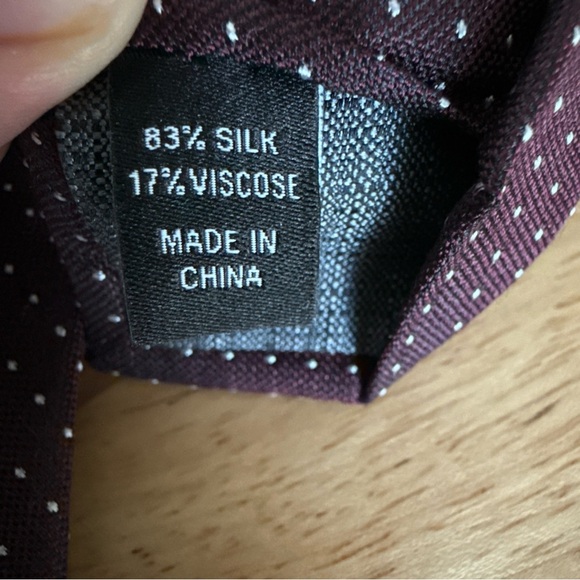 83% SILK
17% VISCOSE
MADE IN
CHINA